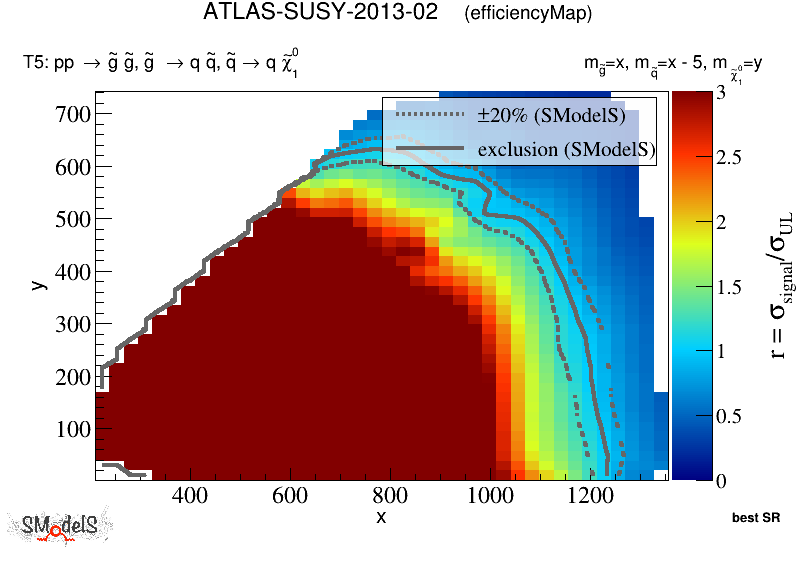 ATLAS-SUSY-2013-02 (efficiencyMap)
T5: pp → g̃ g̃, g̃ → q q̃, q̃ → q χ̃₁⁰
m_g̃=x, m_q̃=x - 5, m_χ̃₁⁰=y
±20% (SModelS)
exclusion (SModelS)
700
600
500
400
300
200
100
y
400 600 800 1000 1200
x
3
2.5
2
1.5
1
0.5
0
r = σ_signal/σ_UL
SModelS
best SR